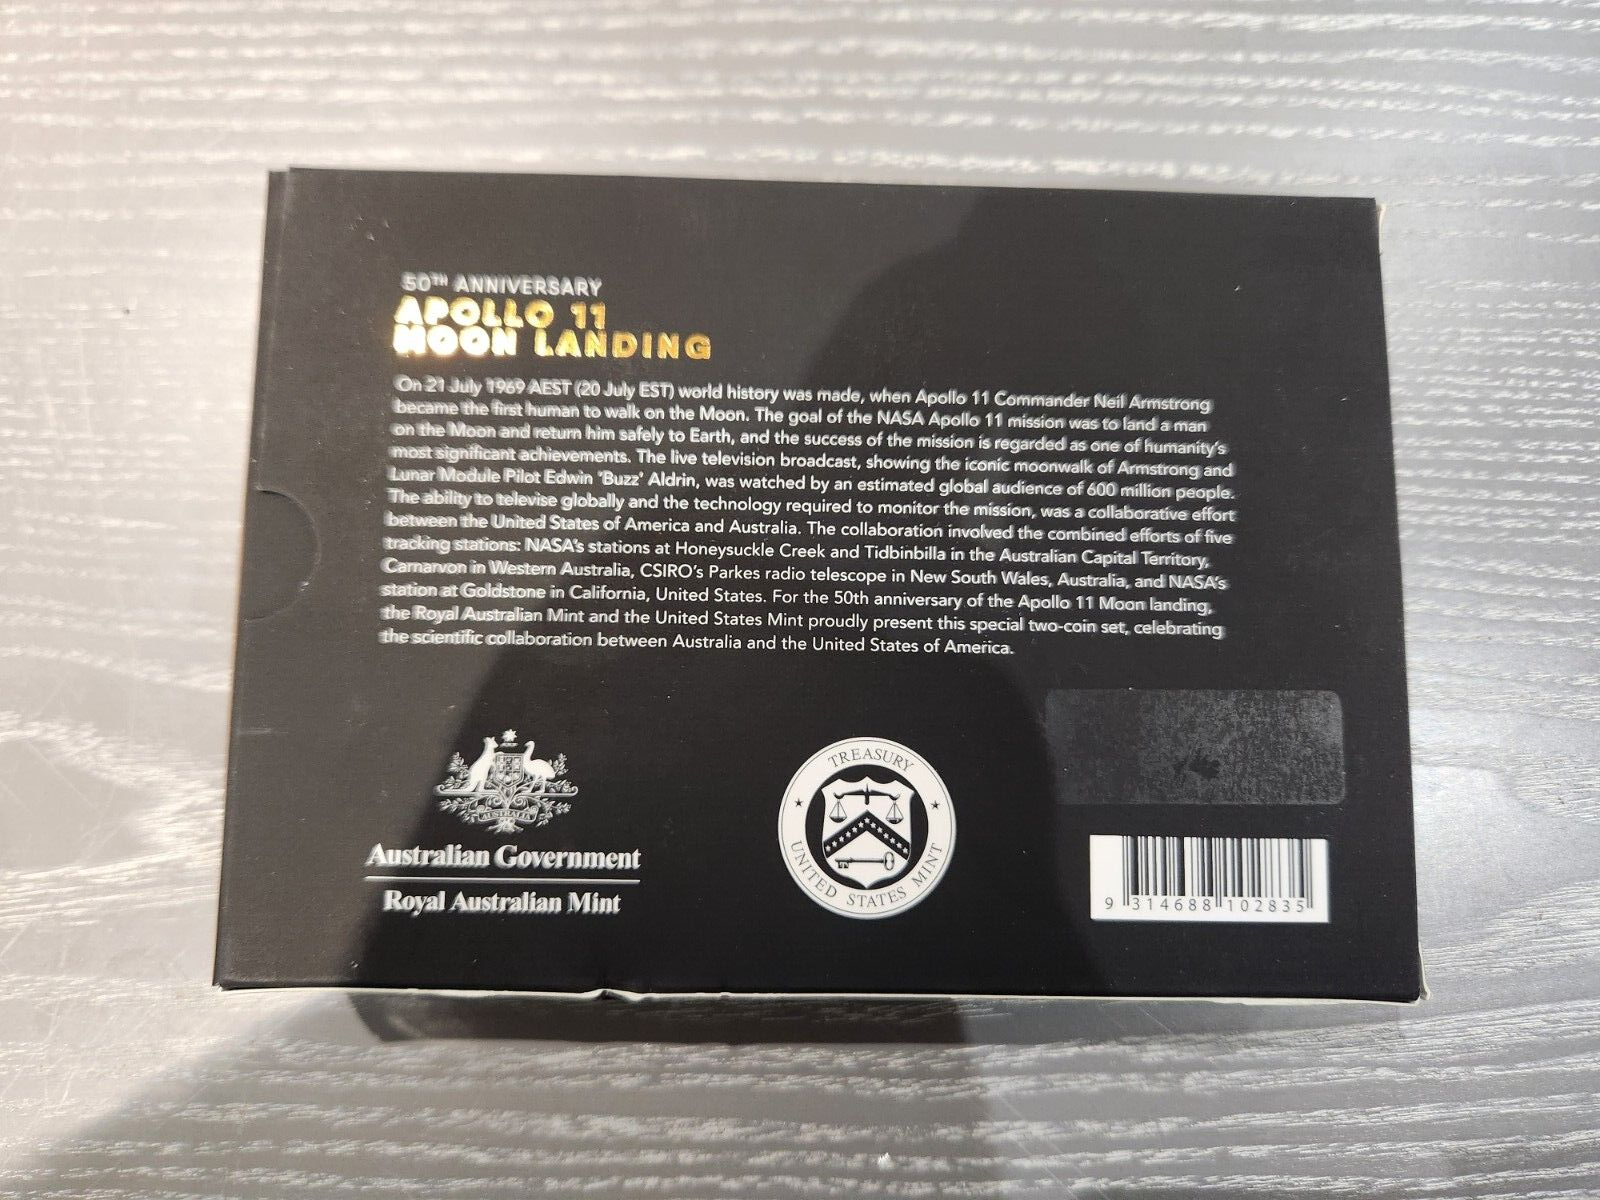 50TH ANNIVERSARY
APOLLO 11
MOON LANDING
On 21 July 1969 AEST (20 July EST) world history was made, when Apollo 11 Commander Neil Armstrong
became the first human to walk on the Moon. The goal of the NASA Apollo 11 mission was to land a man
on the Moon and return him safely to Earth, and the success of the mission is regarded as one of humanity's
most significant achievements. The live television broadcast, showing the iconic moonwalk of Armstrong and
Lunar Module Pilot Edwin 'Buzz' Aldrin, was watched by an estimated global audience of 600 million people.
The ability to televise globally and the technology required to monitor the mission, was a collaborative effort
between the United States of America and Australia. The collaboration involved the combined efforts of five
tracking stations: NASA's stations at Honeysuckle Creek and Tidbinbilla in the Australian Capital Territory,
Carnarvon in Western Australia, CSIRO's Parkes radio telescope in New South Wales, Australia, and NASA's
station at Goldstone in California, United States. For the 50th anniversary of the Apollo 11 Moon landing,
the Royal Australian Mint and the United States Mint proudly present this special two-coin set, celebrating
the scientific collaboration between Australia and the United States of America.
AUSTRALIA
Australian Government
Royal Australian Mint
TREASURY
UNITED STATES MINT
9 314688 102835